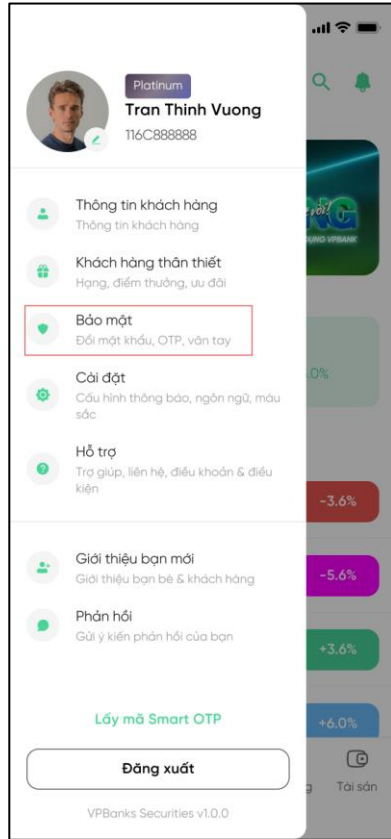 Platinum
Tran Thinh Vuong
116C888888
Thông tin khách hàng
Thông tin khách hàng
Khách hàng thân thiết
Hạng, điểm thưởng, ưu đãi
Bảo mật
Đổi mật khẩu, OTP, vân tay
Cài đặt
Cấu hình thông báo, ngôn ngữ, màu
sắc
Hỗ trợ
Trợ giúp, liên hệ, điều khoản & điều
kiện
-3.6%
Giới thiệu bạn mới
Giới thiệu bạn bè & khách hàng
-5.6%
Phản hồi
Gửi ý kiến phản hồi của bạn
+3.6%
Lấy mã Smart OTP
+6.0%
Đăng xuất
Tài sản
VPBanks Securities v1.0.0